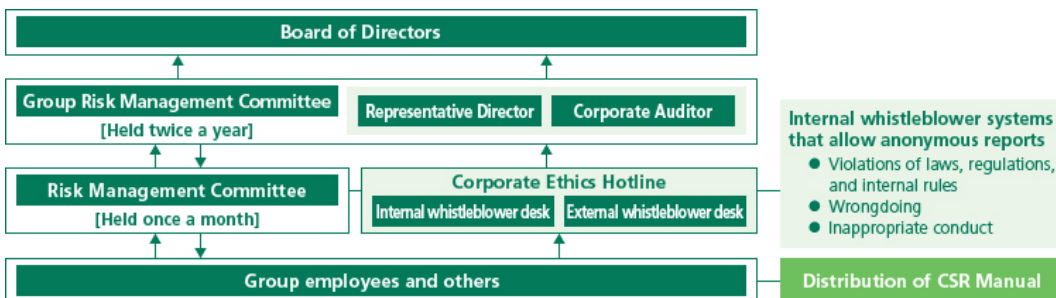 Board of Directors
Group Risk Management Committee
[Held twice a year]
Representative Director
Corporate Auditor
Risk Management Committee
[Held once a month]
Corporate Ethics Hotline
Internal whistleblower desk
External whistleblower desk
Internal whistleblower systems
that allow anonymous reports
● Violations of laws, regulations,
and internal rules
● Wrongdoing
● Inappropriate conduct
Group employees and others
Distribution of CSR Manual